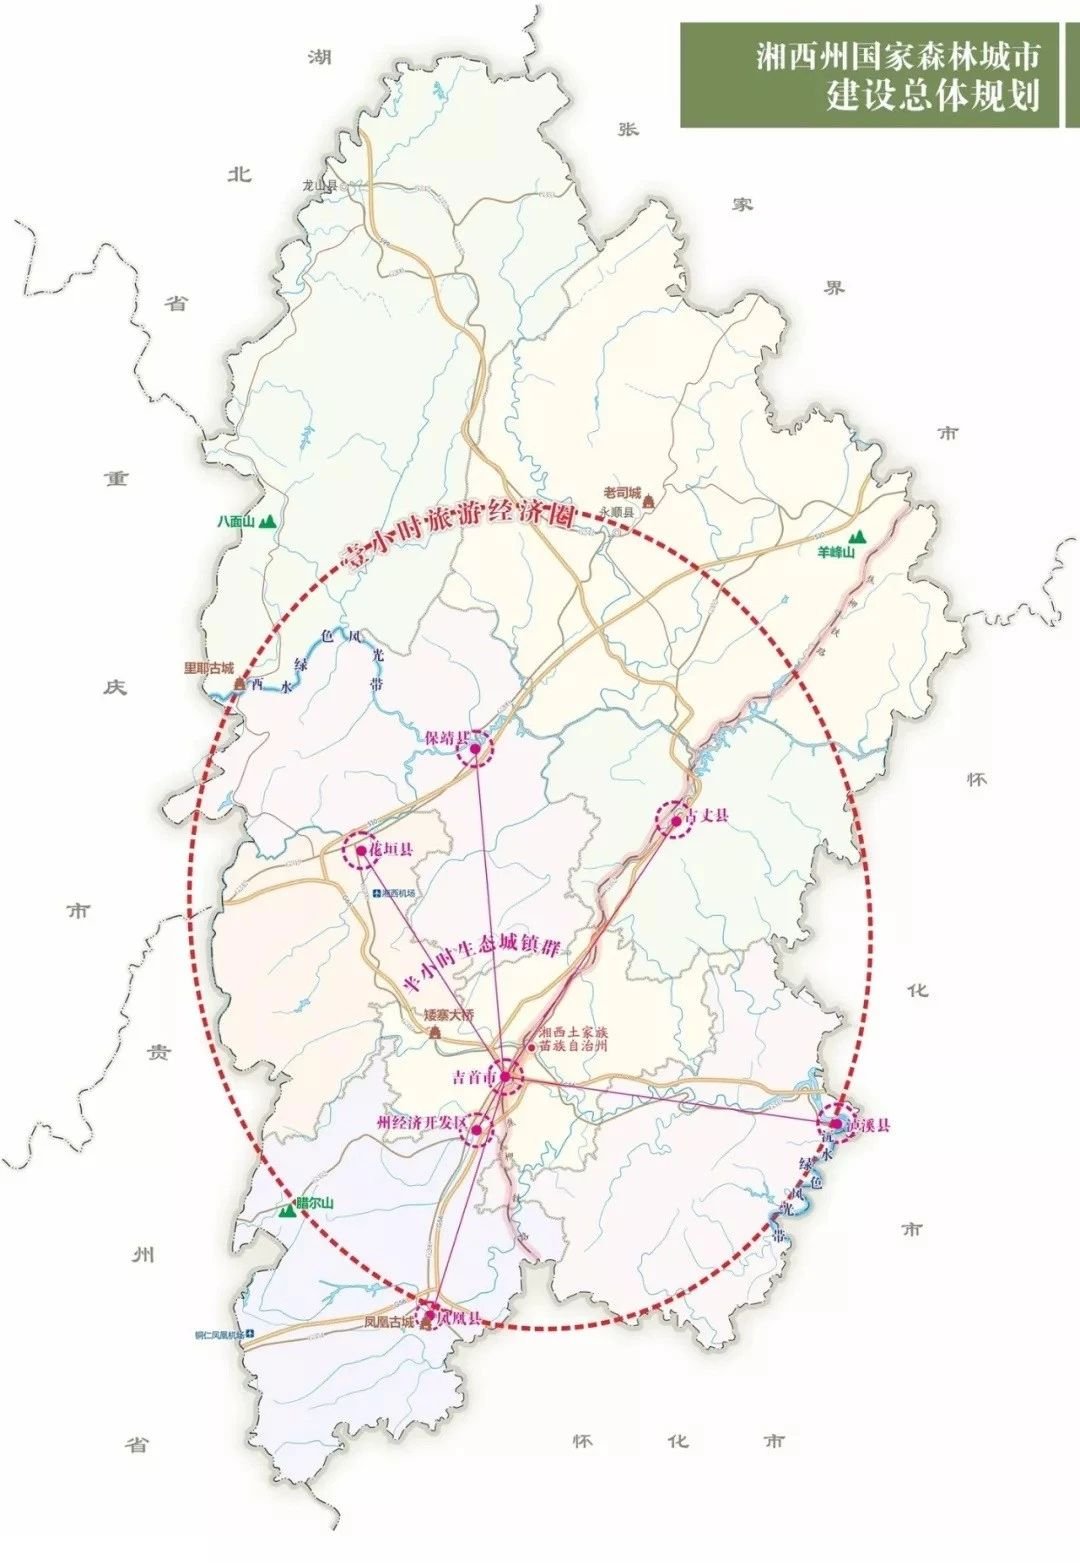 湘西州国家森林城市
建设总体规划
湖
北
省
张
家
界
市
重
庆
市
龙山县
老司城
永顺县
八面山
羊峰山
壹小时旅游经济圈
里耶古城
酉水绿色风光带
保靖县
古丈县
花垣县
湘西机场
半小时生态城镇群
矮寨大桥
湘西土家族
苗族自治州
吉首市
州经济开发区
泸溪县
沅水绿色风光带
腊尔山
凤凰古城
凤凰县
铜仁凤凰机场
贵
州
省
怀
化
市
怀
化
市
G56